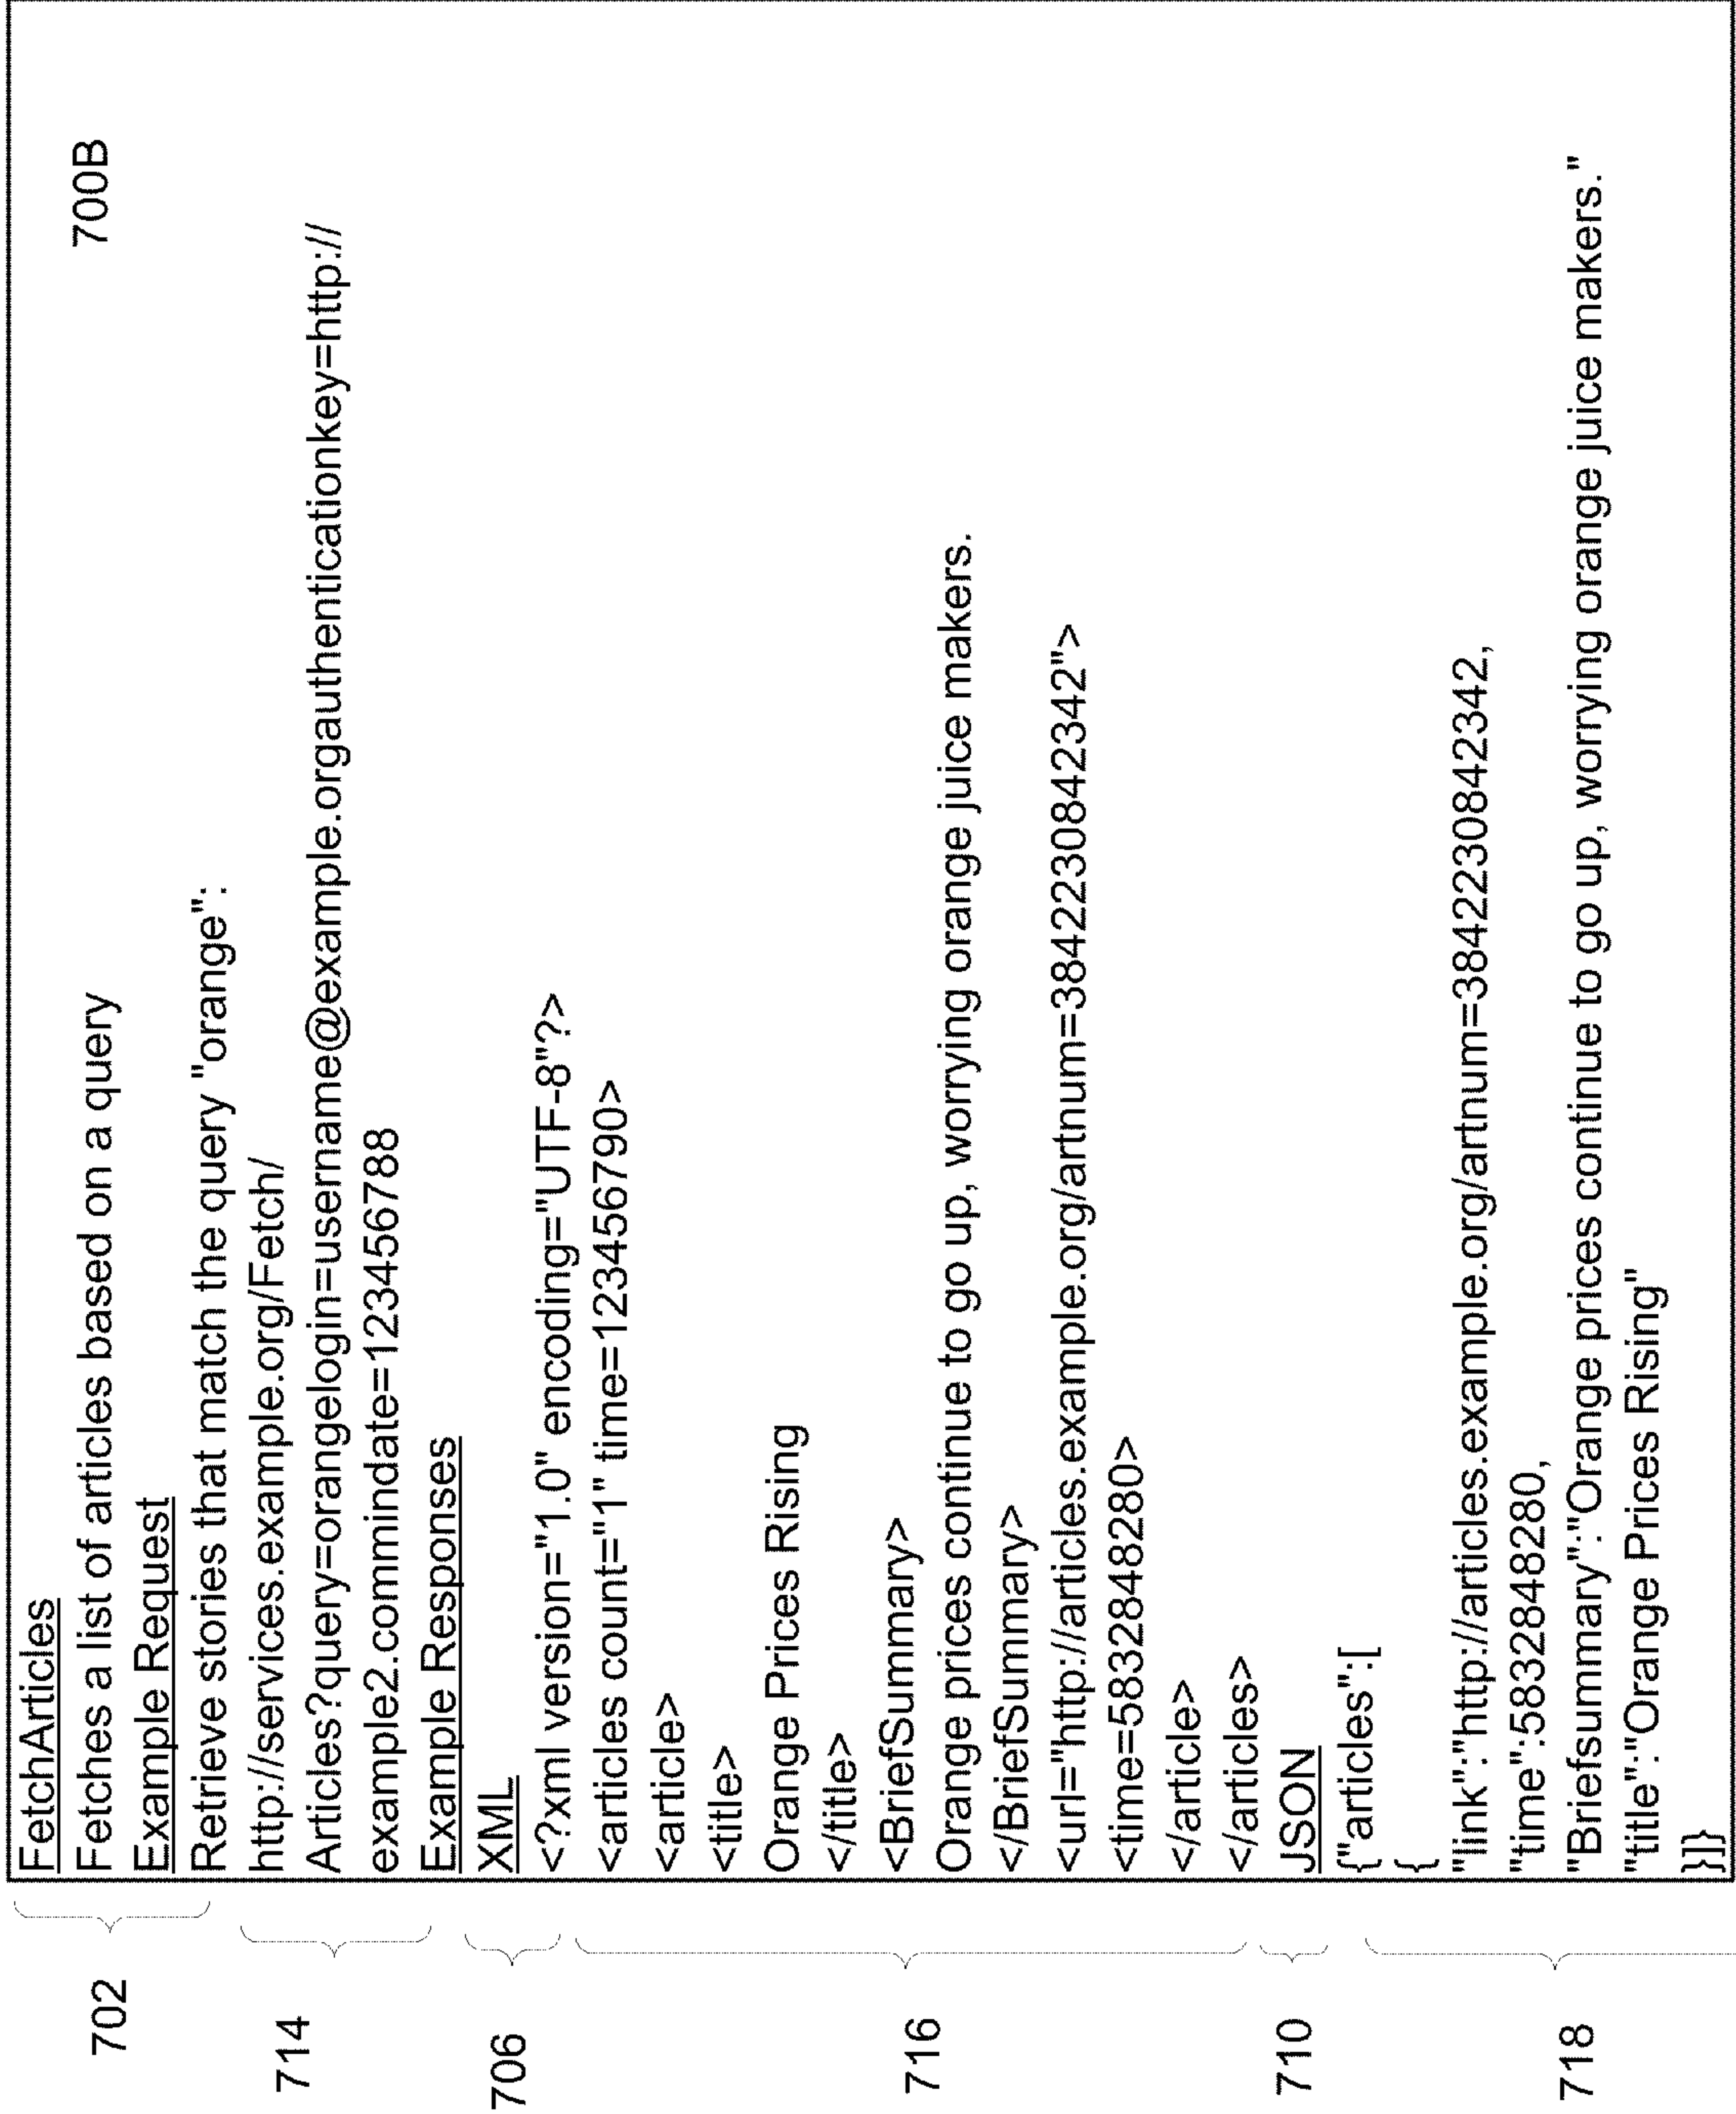 700B
702
FetchArticles
Fetches a list of articles based on a query
Example Request
Retrieve stories that match the query "orange":
714
http://services.example.org/Fetch/
Articles?query=orangelogin=username@example.orgauthenticationkey=http://
example2.commindate=123456788
Example Responses
706
XML
<?xml version="1.0" encoding="UTF-8"?>
716
<articles count="1" time=123456790>
<article>
<title>
Orange Prices Rising
</title>
<BriefSummary>
Orange prices continue to go up, worrying orange juice makers.
</BriefSummary>
<url="http://articles.example.org/artnum=3842230842342">
<time=5832848280>
</article>
</articles>
710
JSON
718
{"articles":[
{
"link":"http://articles.example.org/artnum=3842230842342,
"time":5832848280,
"Briefsummary":"Orange prices continue to go up, worrying orange juice makers."
"title":"Orange Prices Rising"
}]}